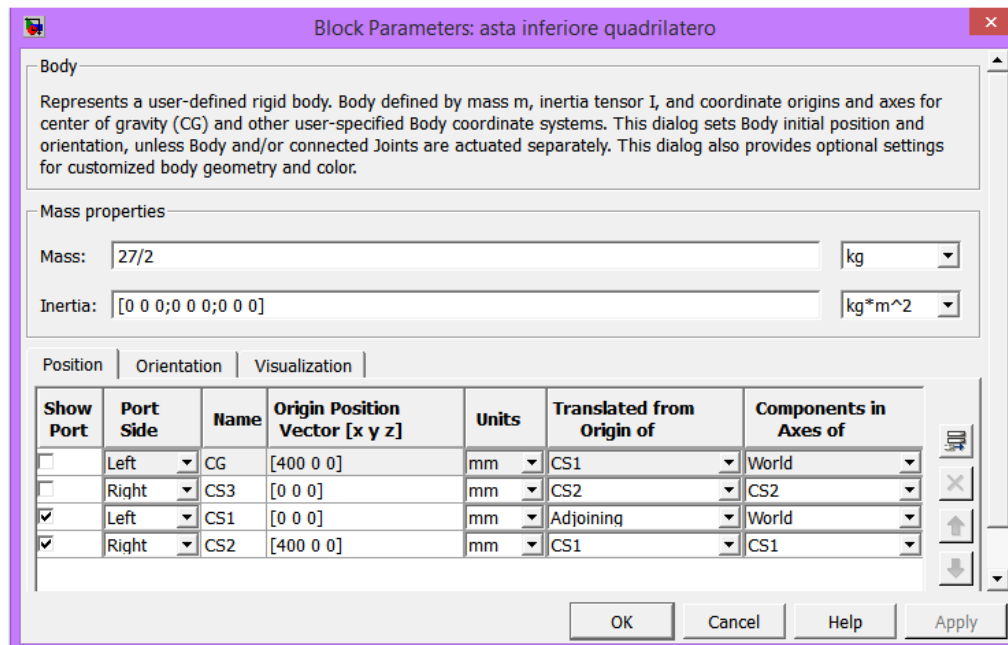 Block Parameters: asta inferiore quadrilatero
Body
Represents a user-defined rigid body. Body defined by mass m, inertia tensor I, and coordinate origins and axes for
center of gravity (CG) and other user-specified Body coordinate systems. This dialog sets Body initial position and
orientation, unless Body and/or connected Joints are actuated separately. This dialog also provides optional settings
for customized body geometry and color.
Mass properties
Mass: 27/2 kg
Inertia: [0 0 0;0 0 0;0 0 0] kg*m^2
Position Orientation Visualization
Show Port Port Side Name Origin Position Vector [x y z] Units Translated from Origin of Components in Axes of
Left CG [400 0 0] mm CS1 World
Right CS3 [0 0 0] mm CS2 CS2
Left CS1 [0 0 0] mm Adjoining World
Right CS2 [400 0 0] mm CS1 CS1
OK Cancel Help Apply